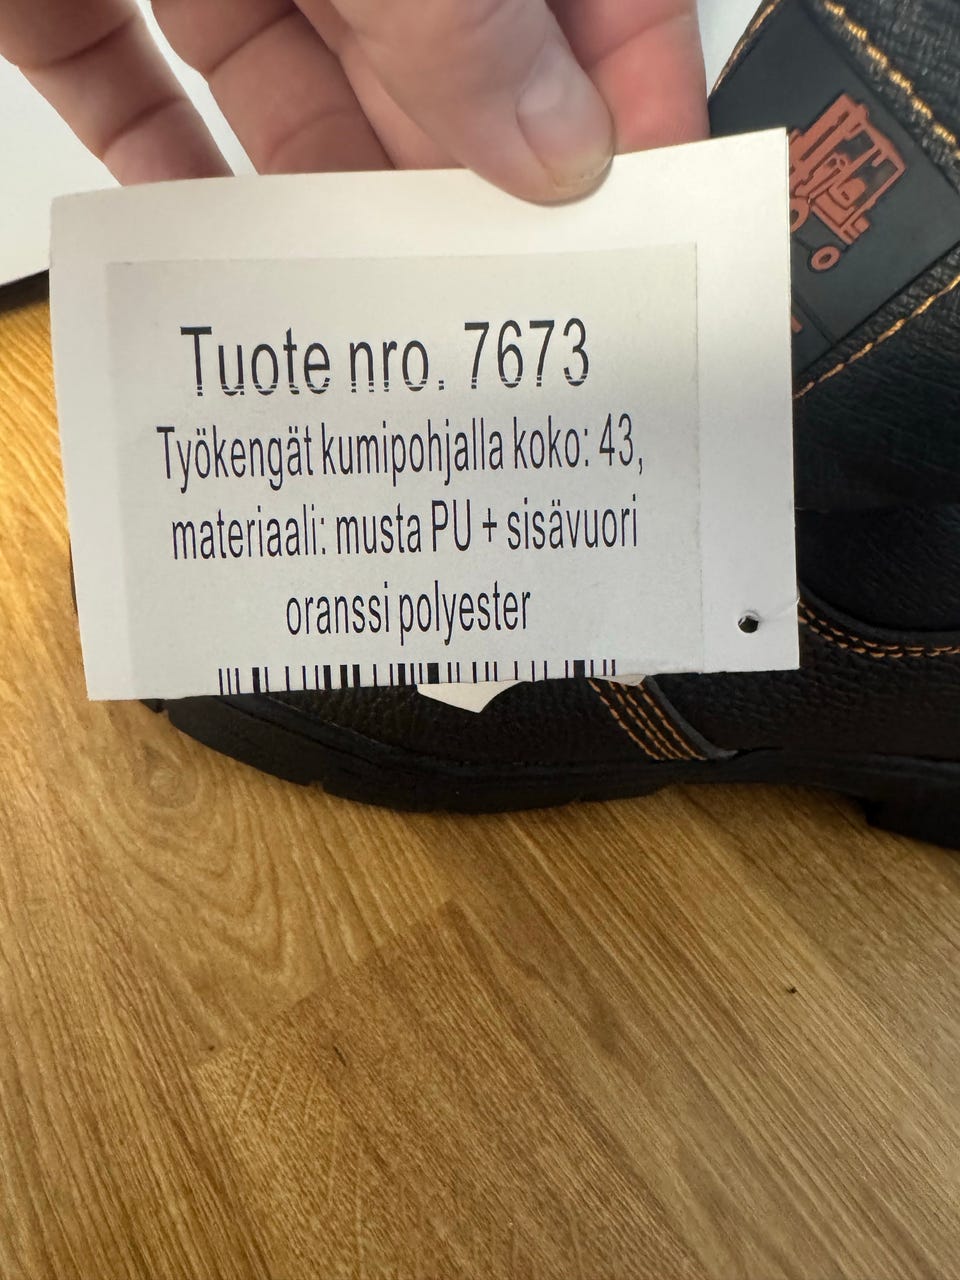 Tuote nro. 7673
Työkengät kumipohjalla koko: 43,
materiaali: musta PU + sisävuori
oranssi polyester